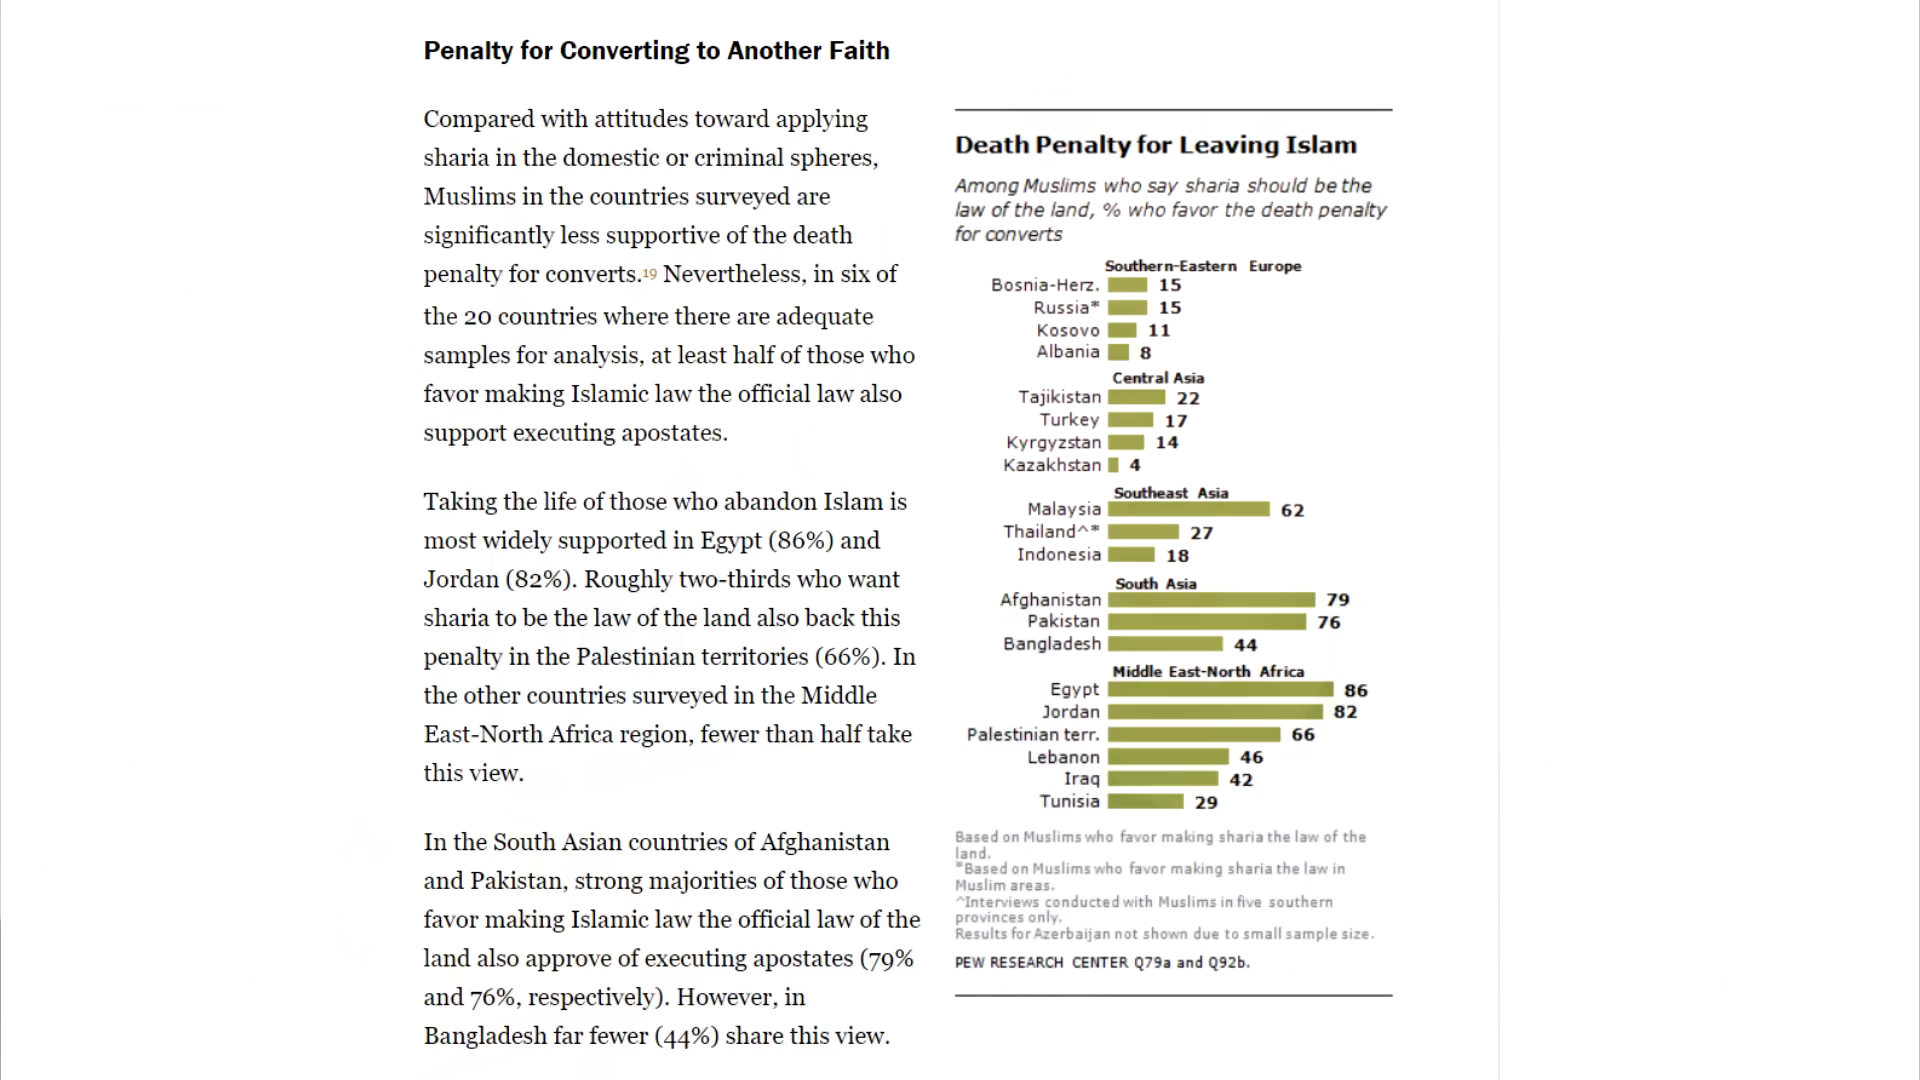 Penalty for Converting to Another Faith
Compared with attitudes toward applying
sharia in the domestic or criminal spheres,
Muslims in the countries surveyed are
significantly less supportive of the death
penalty for converts.19 Nevertheless, in six of
the 20 countries where there are adequate
samples for analysis, at least half of those who
favor making Islamic law the official law also
support executing apostates.
Taking the life of those who abandon Islam is
most widely supported in Egypt (86%) and
Jordan (82%). Roughly two-thirds who want
sharia to be the law of the land also back this
penalty in the Palestinian territories (66%). In
the other countries surveyed in the Middle
East-North Africa region, fewer than half take
this view.
In the South Asian countries of Afghanistan
and Pakistan, strong majorities of those who
favor making Islamic law the official law of the
land also approve of executing apostates (79%
and 76%, respectively). However, in
Bangladesh far fewer (44%) share this view.
Death Penalty for Leaving Islam
Among Muslims who say sharia should be the
law of the land, % who favor the death penalty
for converts
Southern-Eastern Europe
Bosnia-Herz. 15
Russia* 15
Kosovo 11
Albania 8
Central Asia
Tajikistan 22
Turkey 17
Kyrgyzstan 14
Kazakhstan 4
Southeast Asia
Malaysia 62
Thailand^* 27
Indonesia 18
South Asia
Afghanistan 79
Pakistan 76
Bangladesh 44
Middle East-North Africa
Egypt 86
Jordan 82
Palestinian terr. 66
Lebanon 46
Iraq 42
Tunisia 29
Based on Muslims who favor making sharia the law of the
land.
*Based on Muslims who favor making sharia the law in
Muslim areas.
^Interviews conducted with Muslims in five southern
provinces only.
Results for Azerbaijan not shown due to small sample size.
PEW RESEARCH CENTER Q79a and Q92b.